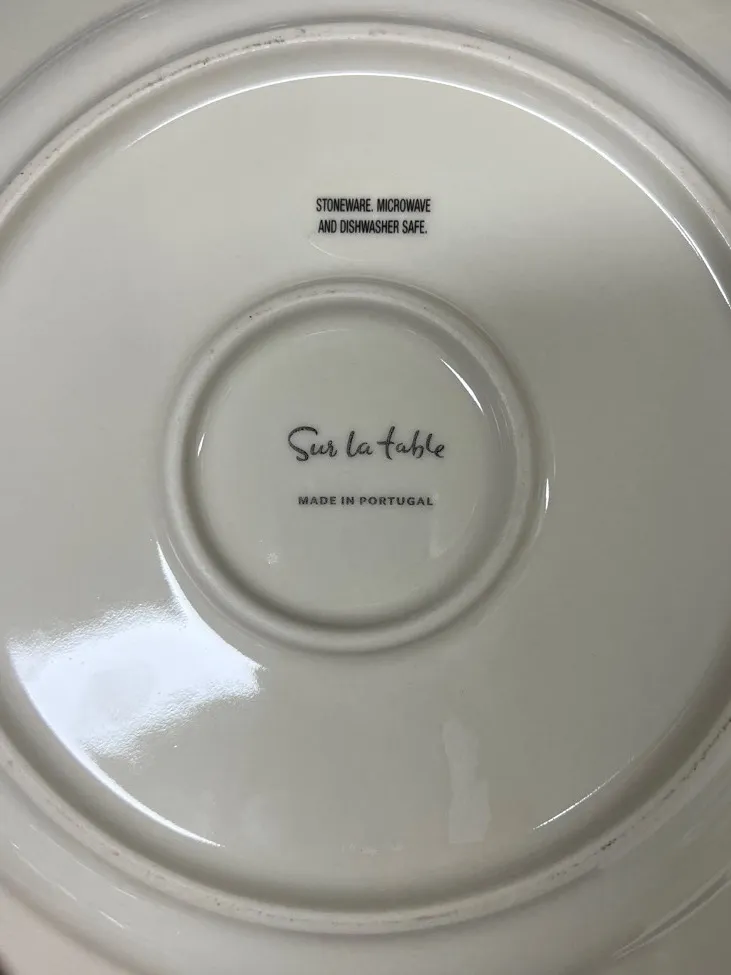 STONEWARE. MICROWAVE
AND DISHWASHER SAFE.
Sur la table
MADE IN PORTUGAL